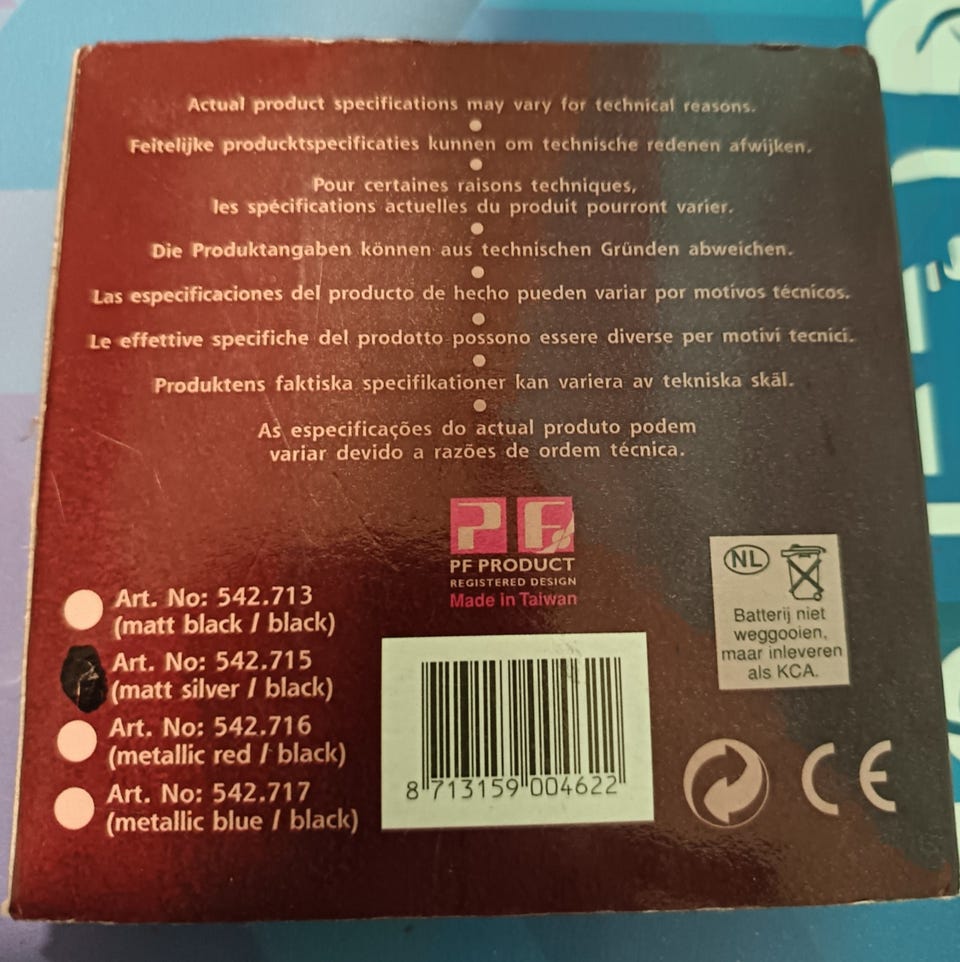 Actual product specifications may vary for technical reasons.
Feitelijke producktspecificaties kunnen om technische redenen afwijken.
Pour certaines raisons techniques,
les spécifications actuelles du produit pourront varier.
Die Produktangaben können aus technischen Gründen abweichen.
Las especificaciones del producto de hecho pueden variar por motivos técnicos.
Le effettive specifiche del prodotto possono essere diverse per motivi tecnici.
Produktens faktiska specifikationer kan variera av tekniska skäl.
As especificações do actual produto podem
variar devido a razões de ordem técnica.
PF
PF PRODUCT
REGISTERED DESIGN
Made in Taiwan
Art. No: 542.713
(matt black / black)
Art. No: 542.715
(matt silver / black)
Art. No: 542.716
(metallic red / black)
Art. No: 542.717
(metallic blue / black)
8 713159 004622
NL
Batterij niet
weggooien,
maar inleveren
als KCA.
CE